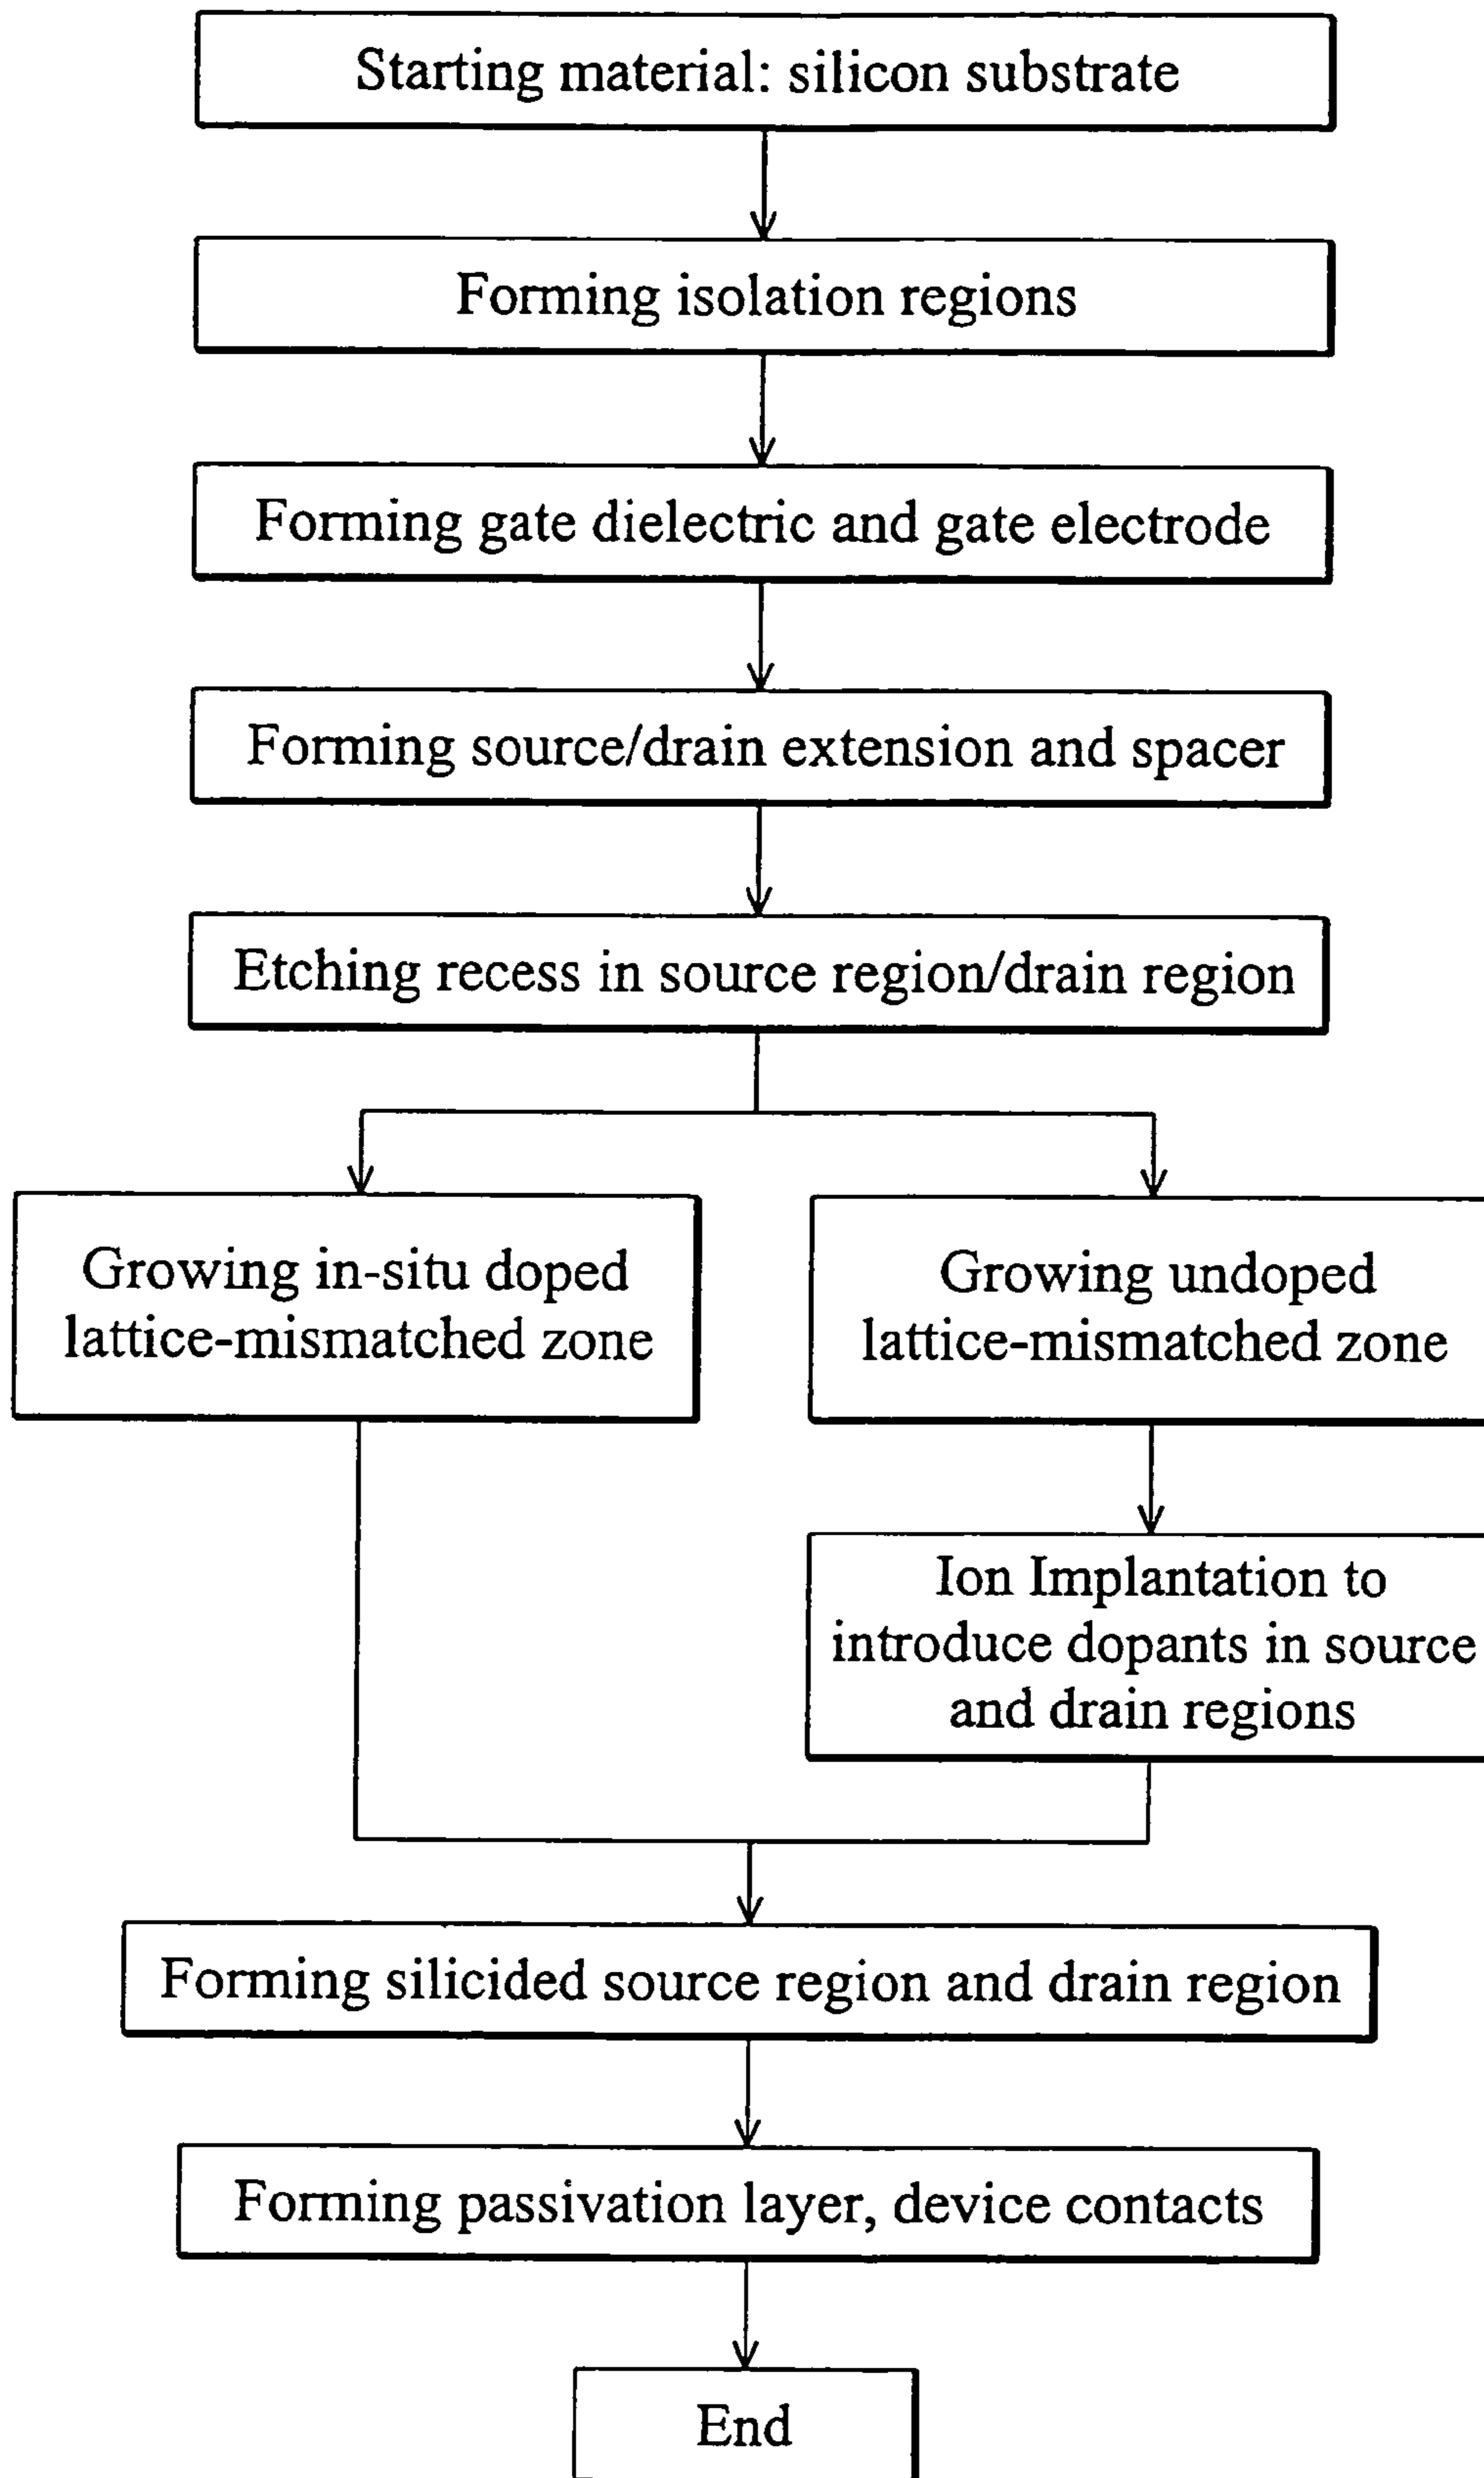 Starting material: silicon substrate
Forming isolation regions
Forming gate dielectric and gate electrode
Forming source/drain extension and spacer
Etching recess in source region/drain region
Growing in-situ doped
lattice-mismatched zone
Growing undoped
lattice-mismatched zone
Ion Implantation to
introduce dopants in source
and drain regions
Forming silicided source region and drain region
Forming passivation layer, device contacts
End